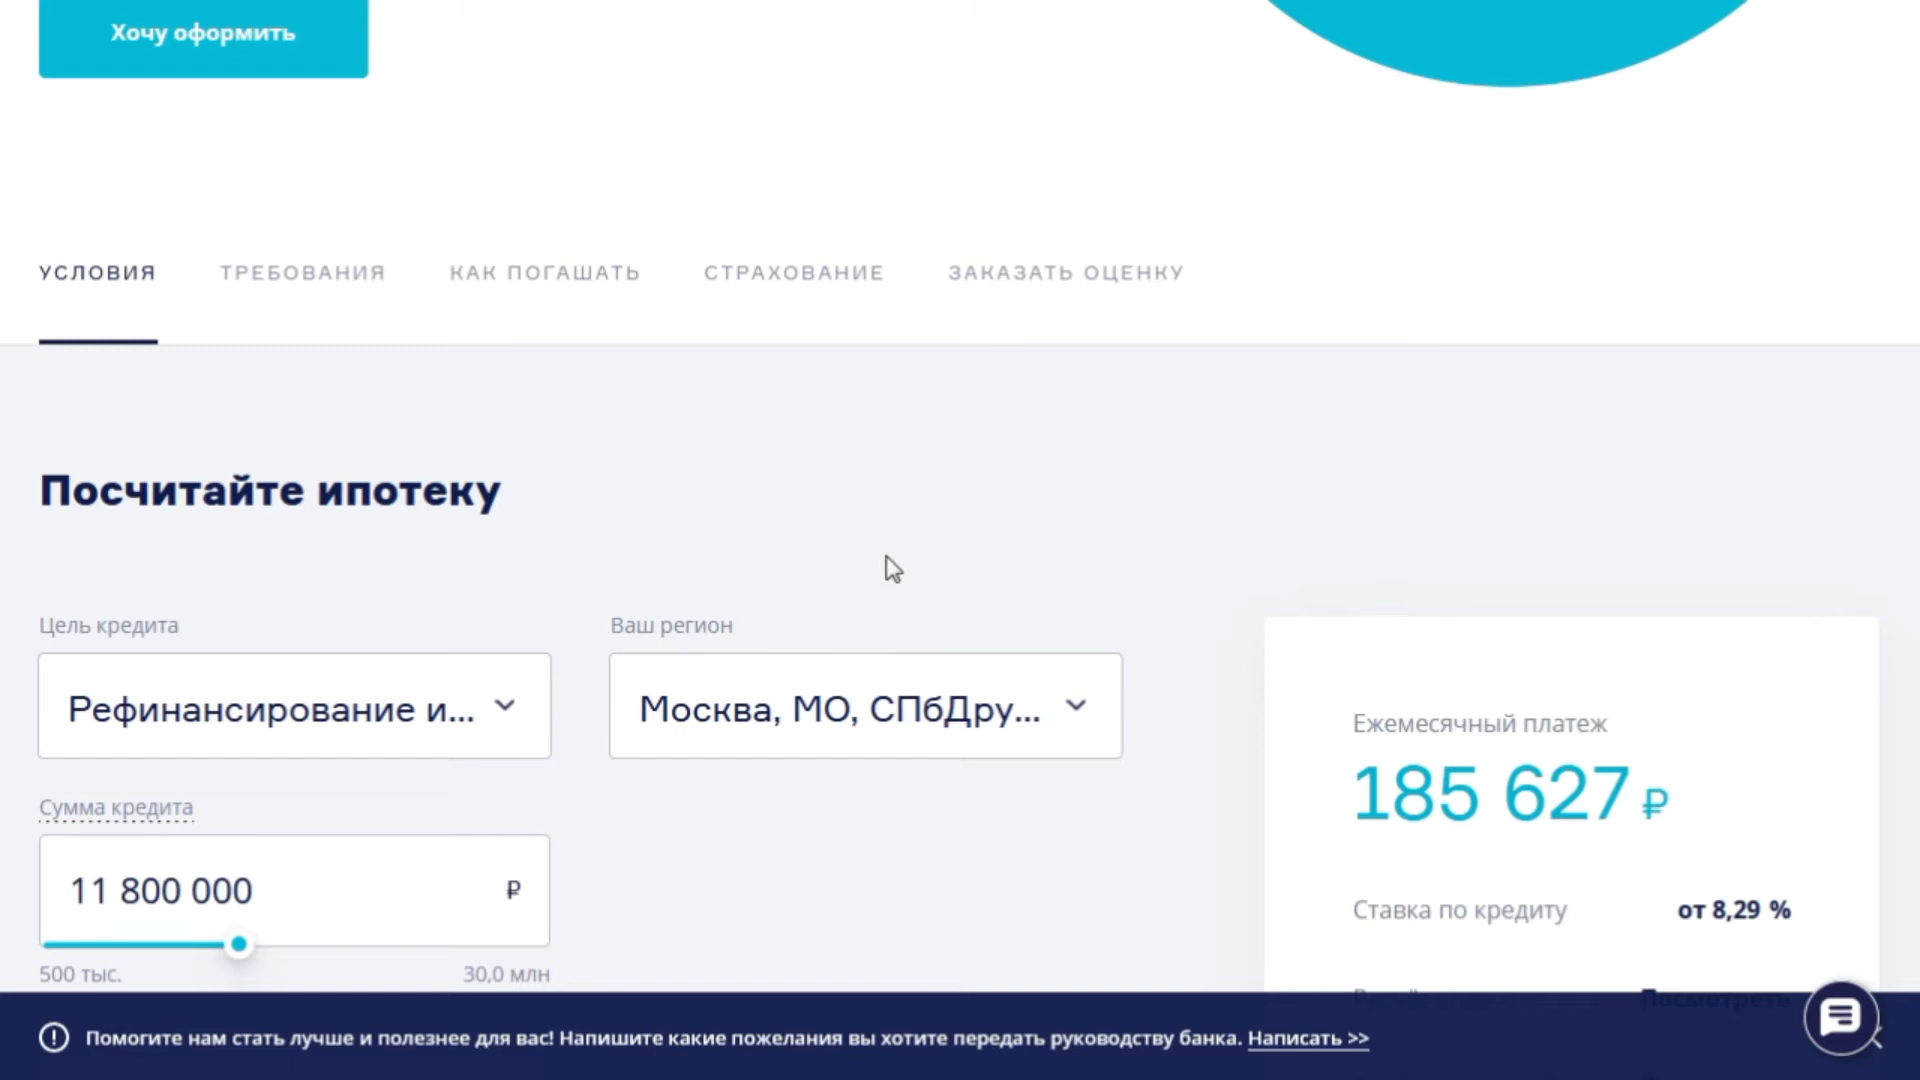 Хочу оформить
УСЛОВИЯ ТРЕБОВАНИЯ КАК ПОГАШАТЬ СТРАХОВАНИЕ ЗАКАЗАТЬ ОЦЕНКУ
Посчитайте ипотеку
Цель кредита
Рефинансирование и...
Ваш регион
Москва, МО, СПбДру...
Сумма кредита
11 800 000 ₽
500 тыс. 30,0 млн
Ежемесячный платеж
185 627 ₽
Ставка по кредиту от 8,29 %
Посмотреть
Помогите нам стать лучше и полезнее для вас! Напишите какие пожелания вы хотите передать руководству банка. Написать >>